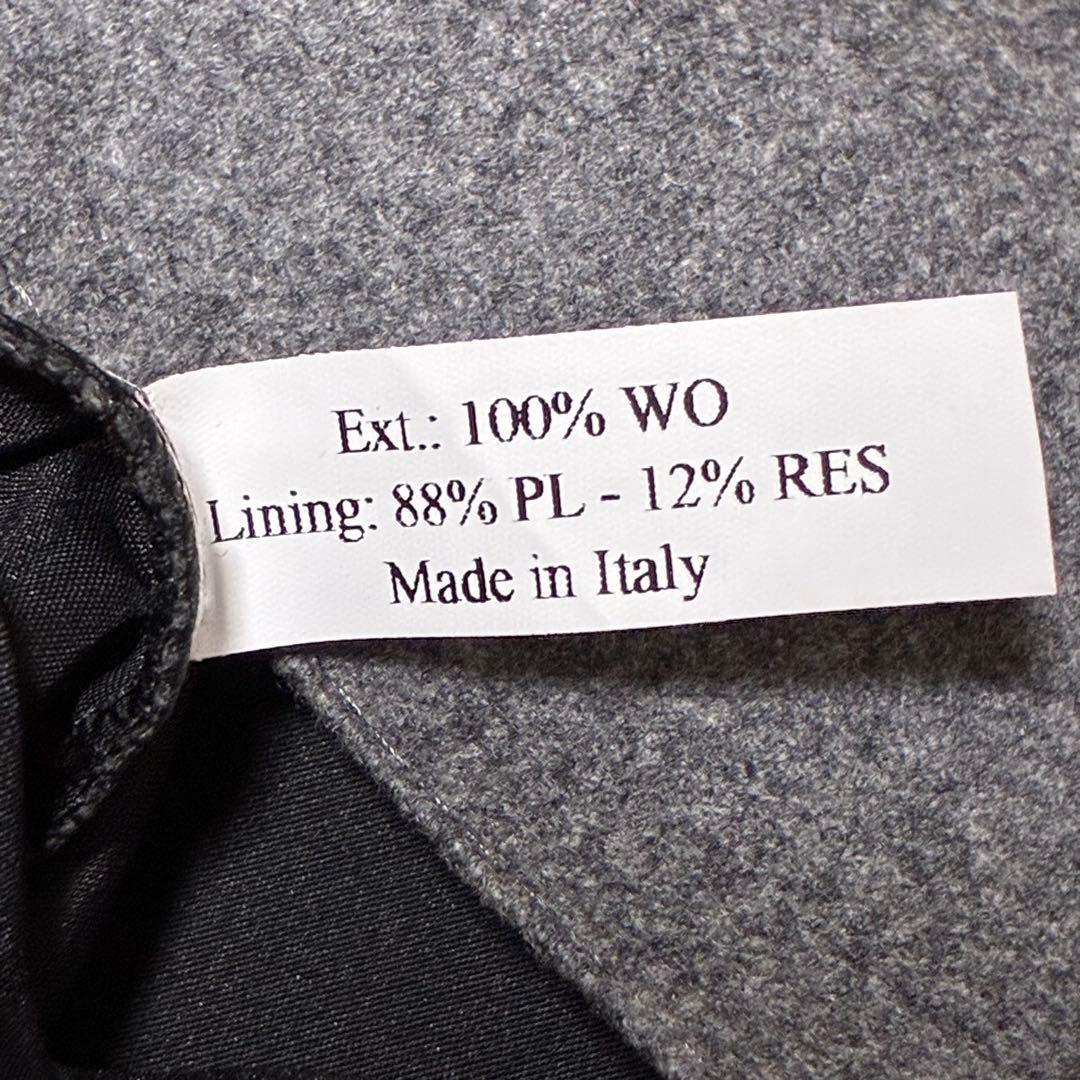 Ext.: 100% WO
Lining: 88% PL - 12% RES
Made in Italy